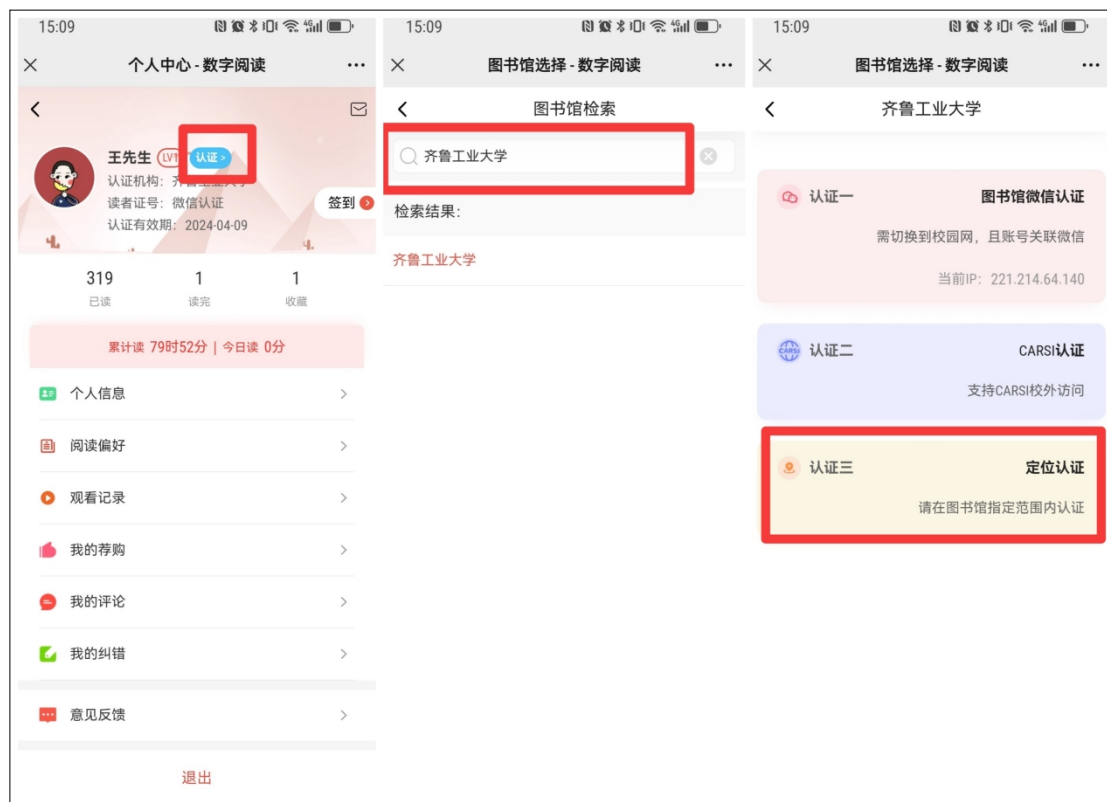 15:09
个人中心 - 数字阅读
王先生 认证 >
认证机构：齐鲁工业大学
读者证号：微信认证
签到
认证有效期：2024-04-09
319 1 1
已读 读完 收藏
累计读 79时52分 | 今日读 0分
个人信息
阅读偏好
观看记录
我的荐购
我的评论
我的纠错
意见反馈
退出
15:09
图书馆选择 - 数字阅读
图书馆检索
齐鲁工业大学
检索结果：
齐鲁工业大学
15:09
图书馆选择 - 数字阅读
齐鲁工业大学
认证一 图书馆微信认证
需切换到校园网，且账号关联微信
当前IP：221.214.64.140
CARSI 认证二 CARSI认证
支持CARSI校外访问
认证三 定位认证
请在图书馆指定范围内认证